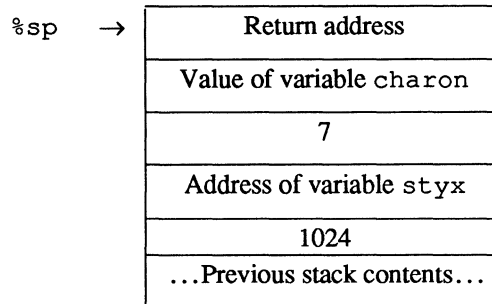 %sp → Return address
Value of variable charon
7
Address of variable styx
1024
...Previous stack contents...